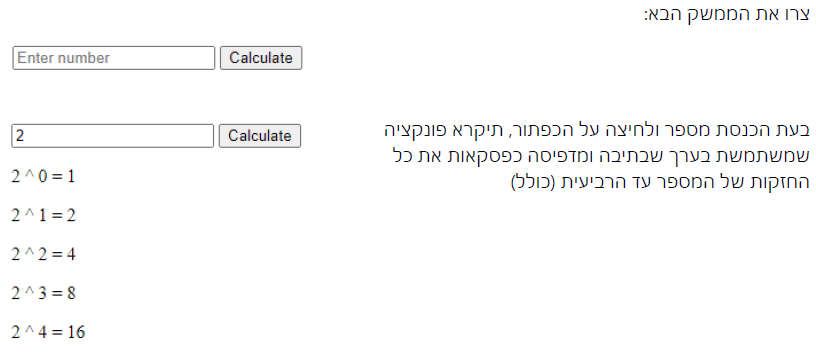 צרו את הממשק הבא:
Enter number Calculate
בעת הכנסת מספר ולחיצה על הכפתור, תיקרא פונקציה
שמשתמשת בערך שבתיבה ומדפיסה כפסקאות את כל
החזקות של המספר עד הרביעית (כולל)
2 Calculate
2 ^ 0 = 1
2 ^ 1 = 2
2 ^ 2 = 4
2 ^ 3 = 8
2 ^ 4 = 16